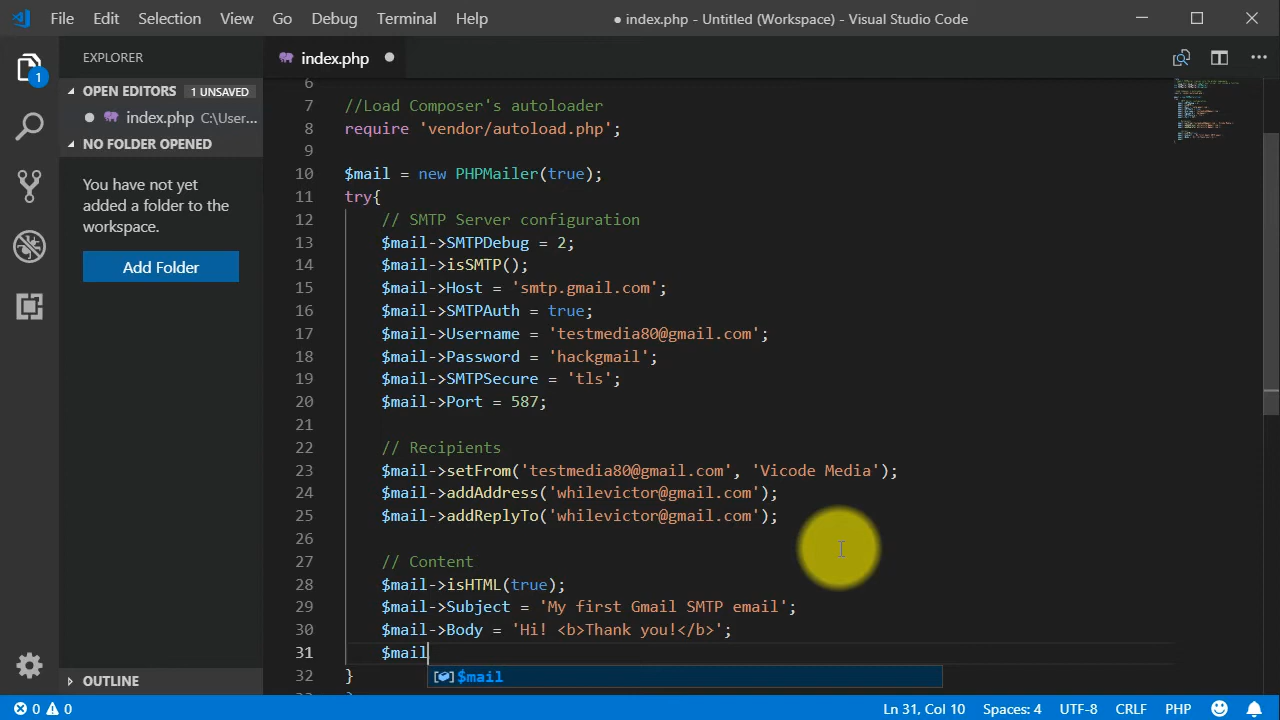 File Edit Selection View Go Debug Terminal Help
● index.php - Untitled (Workspace) - Visual Studio Code
1
EXPLORER
OPEN EDITORS 1 UNSAVED
index.php C:\User...
NO FOLDER OPENED
You have not yet
added a folder to the
workspace.
Add Folder
OUTLINE
index.php
6
7 //Load Composer's autoloader
8 require 'vendor/autoload.php';
9
10 $mail = new PHPMailer(true);
11 try{
12 // SMTP Server configuration
13 $mail->SMTPDebug = 2;
14 $mail->isSMTP();
15 $mail->Host = 'smtp.gmail.com';
16 $mail->SMTPAuth = true;
17 $mail->Username = 'testmedia80@gmail.com';
18 $mail->Password = 'hackgmail';
19 $mail->SMTPSecure = 'tls';
20 $mail->Port = 587;
21
22 // Recipients
23 $mail->setFrom('testmedia80@gmail.com', 'Vicode Media');
24 $mail->addAddress('whilevictor@gmail.com');
25 $mail->addReplyTo('whilevictor@gmail.com');
26
27 // Content
28 $mail->isHTML(true);
29 $mail->Subject = 'My first Gmail SMTP email';
30 $mail->Body = 'Hi! <b>Thank you!</b>';
31 $mail
32 }
$mail
0 0
Ln 31, Col 10 Spaces: 4 UTF-8 CRLF PHP